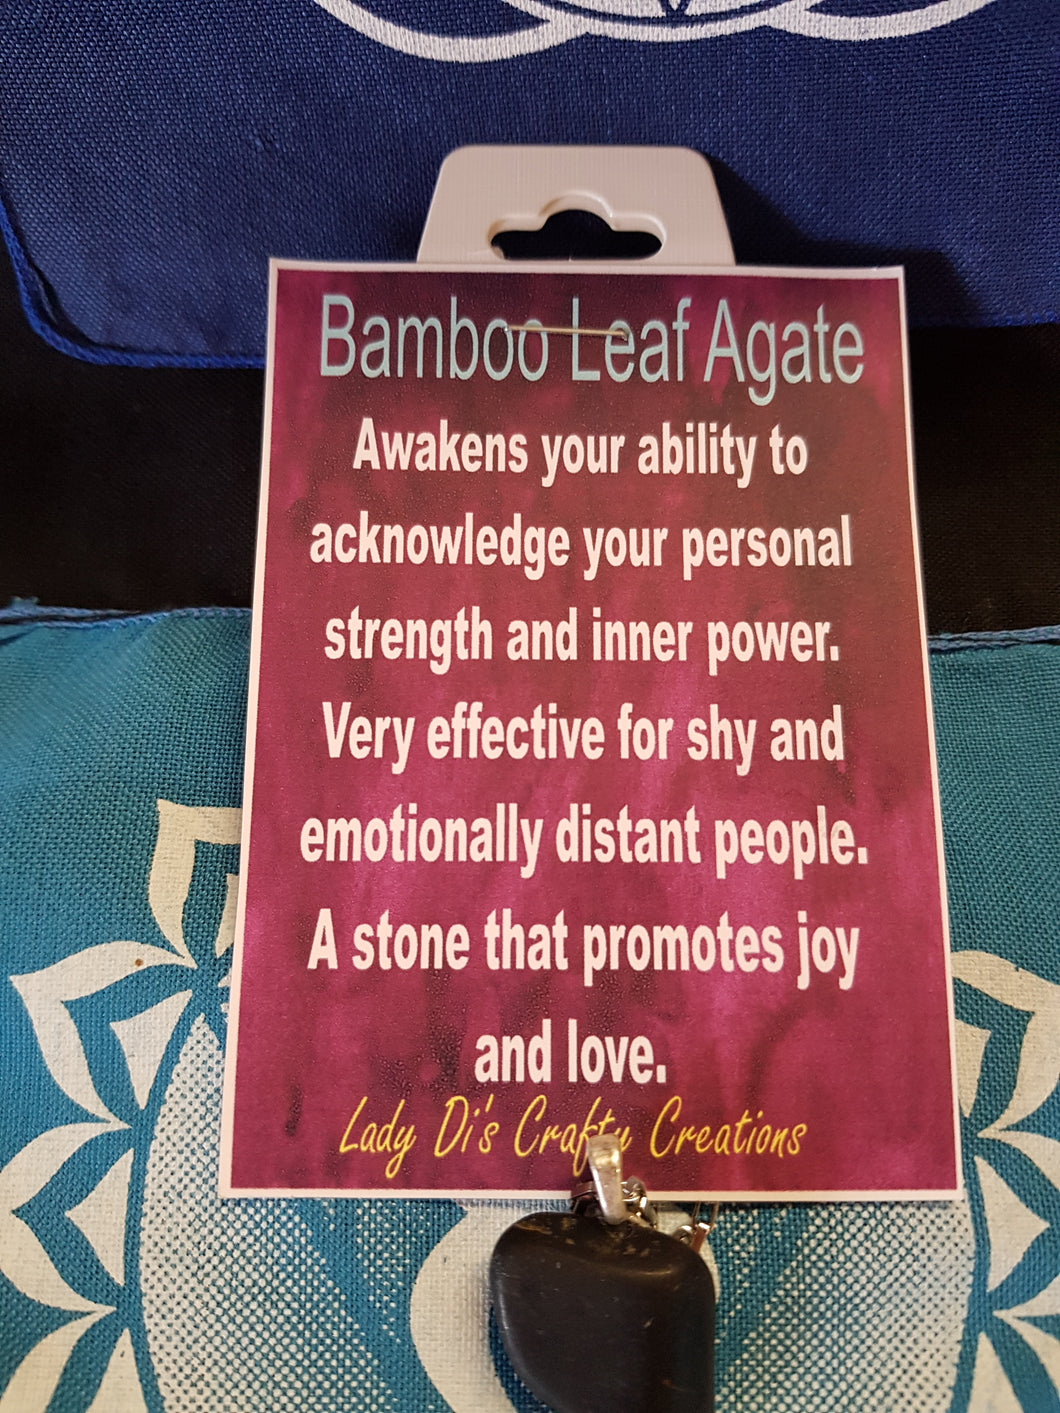 Bamboo Leaf Agate
Awakens your ability to
acknowledge your personal
strength and inner power.
Very effective for shy and
emotionally distant people.
A stone that promotes joy
and love.
Lady Di's Crafty Creations